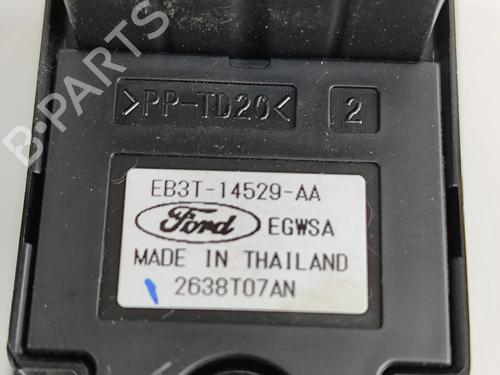 >PP-TD20< 2
EB3T-14529-AA
Ford EGWSA
MADE IN THAILAND
2638T07AN
B-PARTS